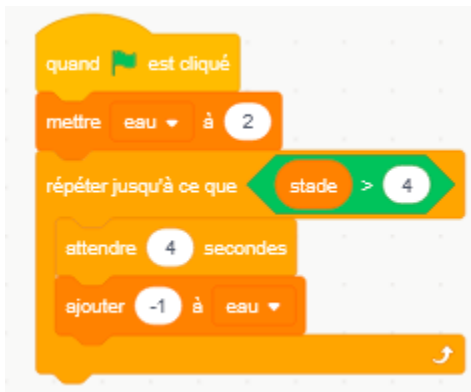 quand est cliqué
mettre eau à 2
répéter jusqu'à ce que stade > 4
attendre 4 secondes
ajouter -1 à eau